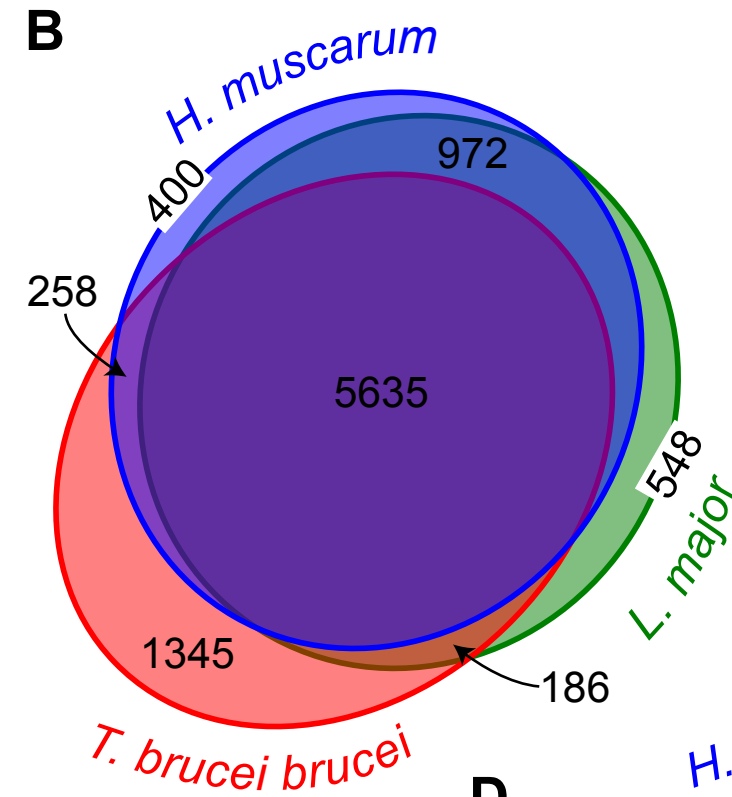 B
H. muscarum
972
400
258
5635
548
L. major
1345
186
T. brucei brucei
H.
D